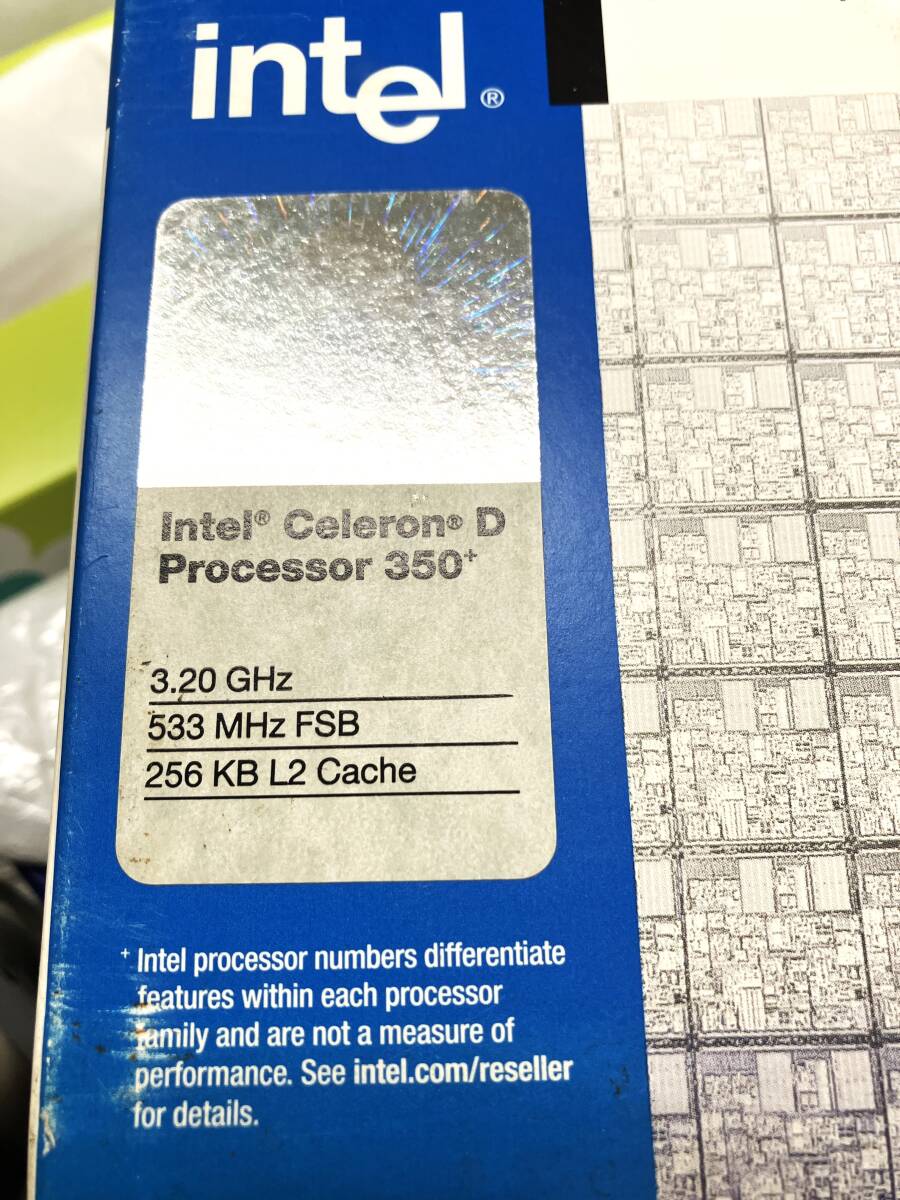 intel®
Intel® Celeron® D
Processor 350+
3.20 GHz
533 MHz FSB
256 KB L2 Cache
+ Intel processor numbers differentiate
features within each processor
family and are not a measure of
performance. See intel.com/reseller
for details.